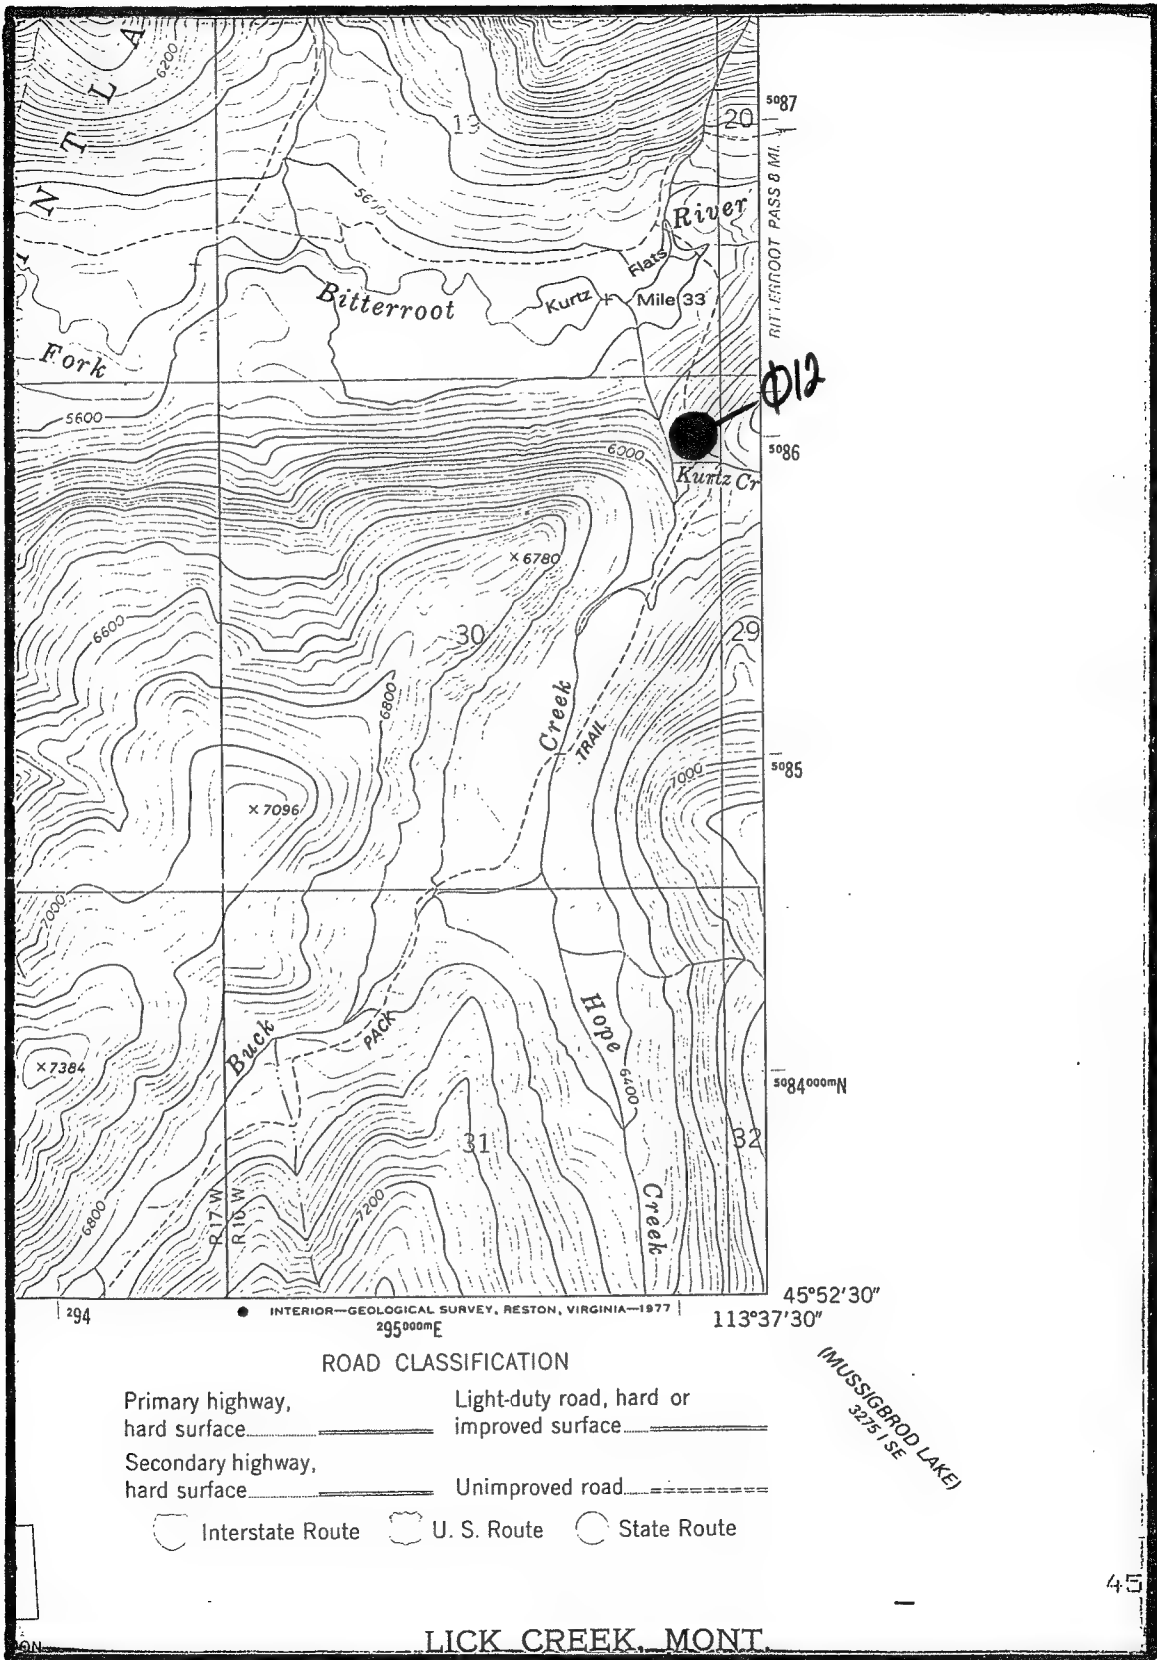 A
6200
L
T
N
19
20
5087
5600
River
BITTERROOT PASS 8 MI.
Flats
Kurtz
Mile 33
Bitterroot
Fork
012
5600
6000
5086
Kurtz Cr
× 6780
6600
30
29
6800
Creek
TRAIL
5085
7000
× 7096
7000
Hope
Buck
PACK
× 7384
6400
5084000mN
31
32
6800
R 17 W
R 16 W
7200
Creek
45°52'30"
294
INTERIOR—GEOLOGICAL SURVEY, RESTON, VIRGINIA—1977
295000mE
113°37'30"
ROAD CLASSIFICATION
Primary highway,
hard surface
Light-duty road, hard or
improved surface
Secondary highway,
hard surface
Unimproved road
Interstate Route
U. S. Route
State Route
(MUSSIGBROD LAKE)
3275 I SE
45
LICK CREEK, MONT.